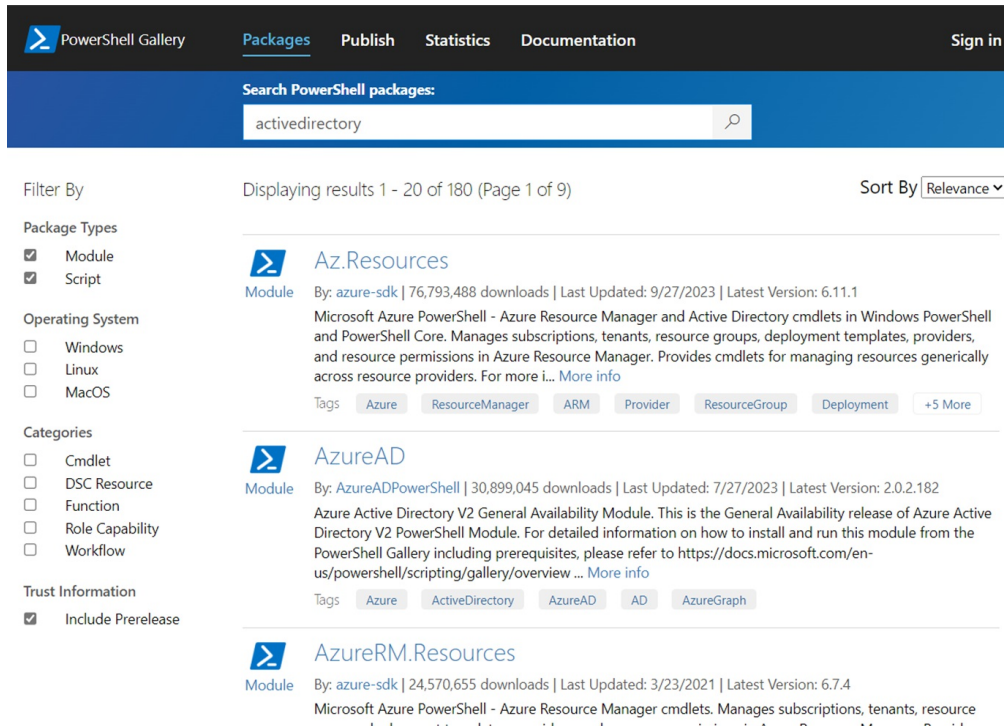 PowerShell Gallery
Packages Publish Statistics Documentation
Sign in
Search PowerShell packages:
activedirectory
Filter By
Package Types
Module
Script
Operating System
Windows
Linux
MacOS
Categories
Cmdlet
DSC Resource
Function
Role Capability
Workflow
Trust Information
Include Prerelease
Displaying results 1 - 20 of 180 (Page 1 of 9)
Sort By Relevance
Az.Resources
Module
By: azure-sdk | 76,793,488 downloads | Last Updated: 9/27/2023 | Latest Version: 6.11.1
Microsoft Azure PowerShell - Azure Resource Manager and Active Directory cmdlets in Windows PowerShell
and PowerShell Core. Manages subscriptions, tenants, resource groups, deployment templates, providers,
and resource permissions in Azure Resource Manager. Provides cmdlets for managing resources generically
across resource providers. For more i... More info
Tags Azure ResourceManager ARM Provider ResourceGroup Deployment +5 More
AzureAD
Module
By: AzureADPowerShell | 30,899,045 downloads | Last Updated: 7/27/2023 | Latest Version: 2.0.2.182
Azure Active Directory V2 General Availability Module. This is the General Availability release of Azure Active
Directory V2 PowerShell Module. For detailed information on how to install and run this module from the
PowerShell Gallery including prerequisites, please refer to https://docs.microsoft.com/en-
us/powershell/scripting/gallery/overview ... More info
Tags Azure ActiveDirectory AzureAD AD AzureGraph
AzureRM.Resources
Module
By: azure-sdk | 24,570,655 downloads | Last Updated: 3/23/2021 | Latest Version: 6.7.4
Microsoft Azure PowerShell - Azure Resource Manager cmdlets. Manages subscriptions, tenants, resource